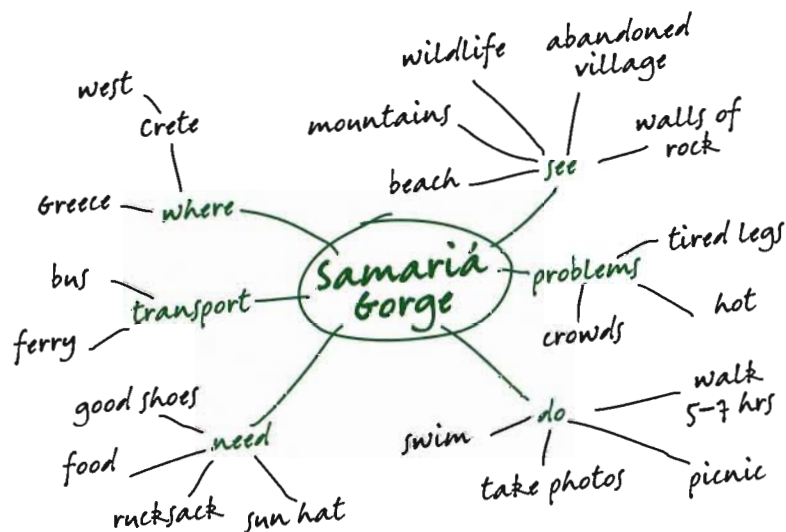 Samariá
Gorge
where
west
Crete
Greece
transport
bus
ferry
need
good shoes
food
rucksack
sun hat
do
swim
take photos
picnic
walk
5-7 hrs
problems
tired legs
hot
crowds
see
wildlife
abandoned
village
mountains
beach
walls of
rock